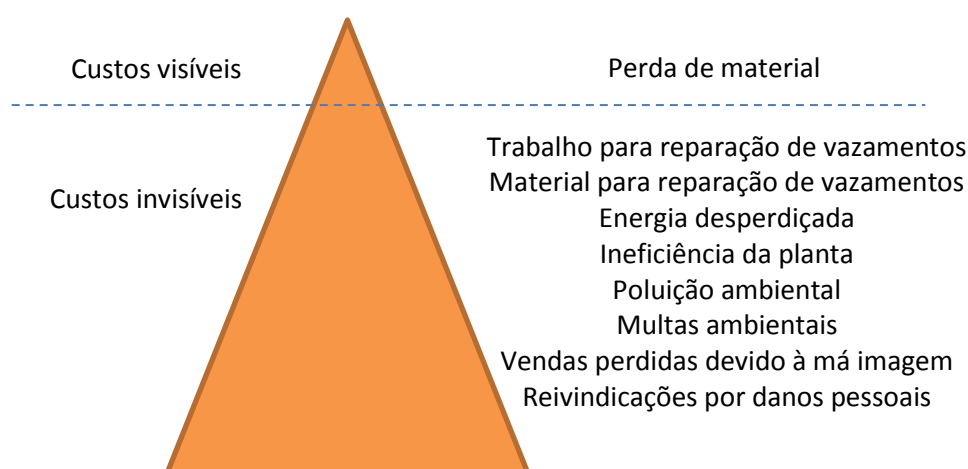 Custos visíveis
Perda de material
Custos invisíveis
Trabalho para reparação de vazamentos
Material para reparação de vazamentos
Energia desperdiçada
Ineficiência da planta
Poluição ambiental
Multas ambientais
Vendas perdidas devido à má imagem
Reivindicações por danos pessoais